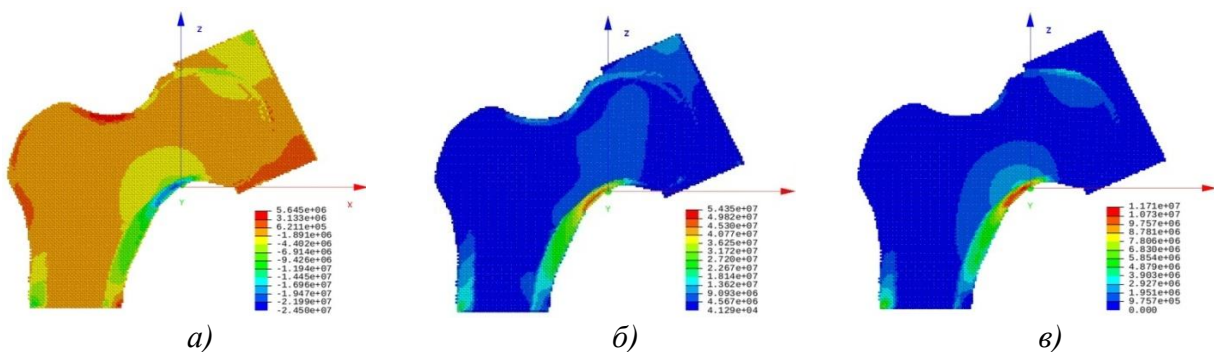 Z
Y
X
5.645e+06
3.133e+06
6.211e+05
-1.891e+06
-4.402e+06
-6.914e+06
-9.426e+06
-1.194e+07
-1.445e+07
-1.696e+07
-1.947e+07
-2.199e+07
-2.450e+07
а)
Z
Y
5.435e+07
4.982e+07
4.530e+07
4.077e+07
3.625e+07
3.172e+07
2.720e+07
2.267e+07
1.814e+07
1.362e+07
9.093e+06
4.567e+06
4.129e+04
б)
Z
Y
1.171e+07
1.073e+07
9.757e+06
8.781e+06
7.806e+06
6.830e+06
5.854e+06
4.879e+06
3.903e+06
2.927e+06
1.951e+06
9.757e+05
0.000
в)